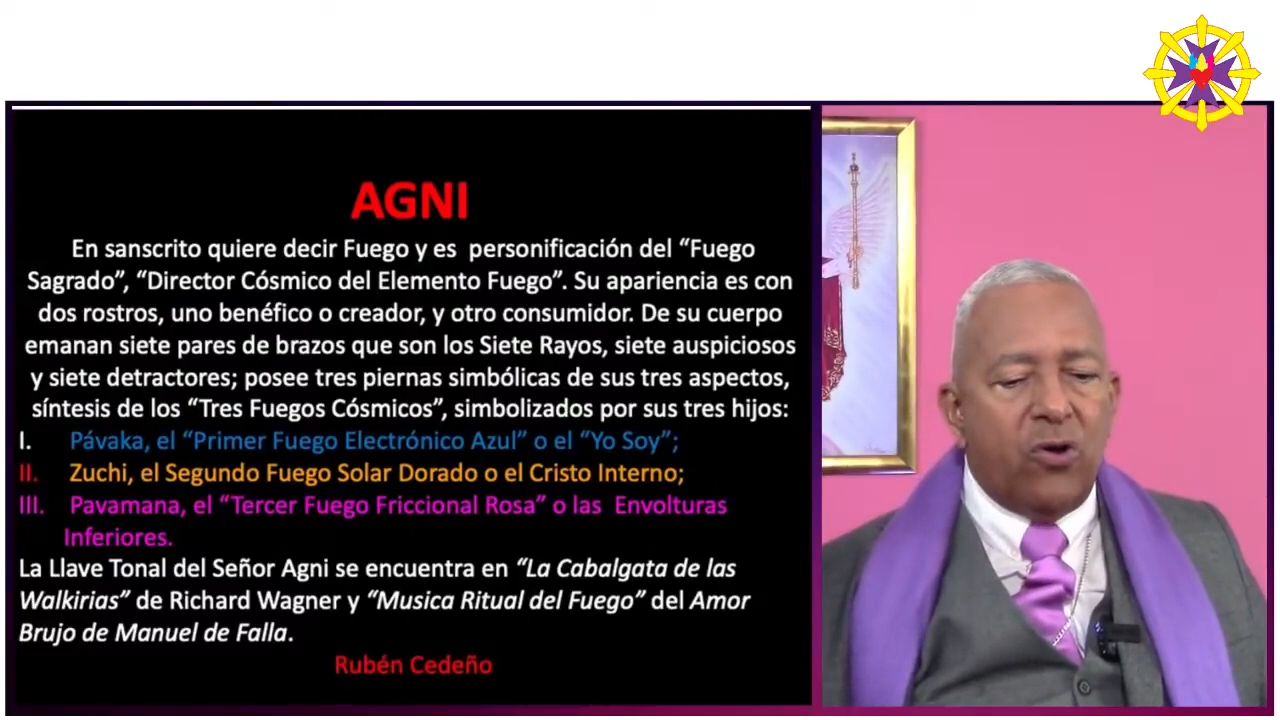 AGNI
En sanscrito quiere decir Fuego y es personificación del “Fuego
Sagrado”, “Director Cósmico del Elemento Fuego”. Su apariencia es con
dos rostros, uno benéfico o creador, y otro consumidor. De su cuerpo
emanan siete pares de brazos que son los Siete Rayos, siete auspiciosos
y siete detractores; posee tres piernas simbólicas de sus tres aspectos,
síntesis de los “Tres Fuegos Cósmicos”, simbolizados por sus tres hijos:
I. Pávaka, el “Primer Fuego Electrónico Azul” o el “Yo Soy”;
II. Zuchi, el Segundo Fuego Solar Dorado o el Cristo Interno;
III. Pavamana, el “Tercer Fuego Friccional Rosa” o las Envolturas
Inferiores.
La Llave Tonal del Señor Agni se encuentra en “La Cabalgata de las
Walkirias” de Richard Wagner y “Musica Ritual del Fuego” del Amor
Brujo de Manuel de Falla.
Rubén Cedeño